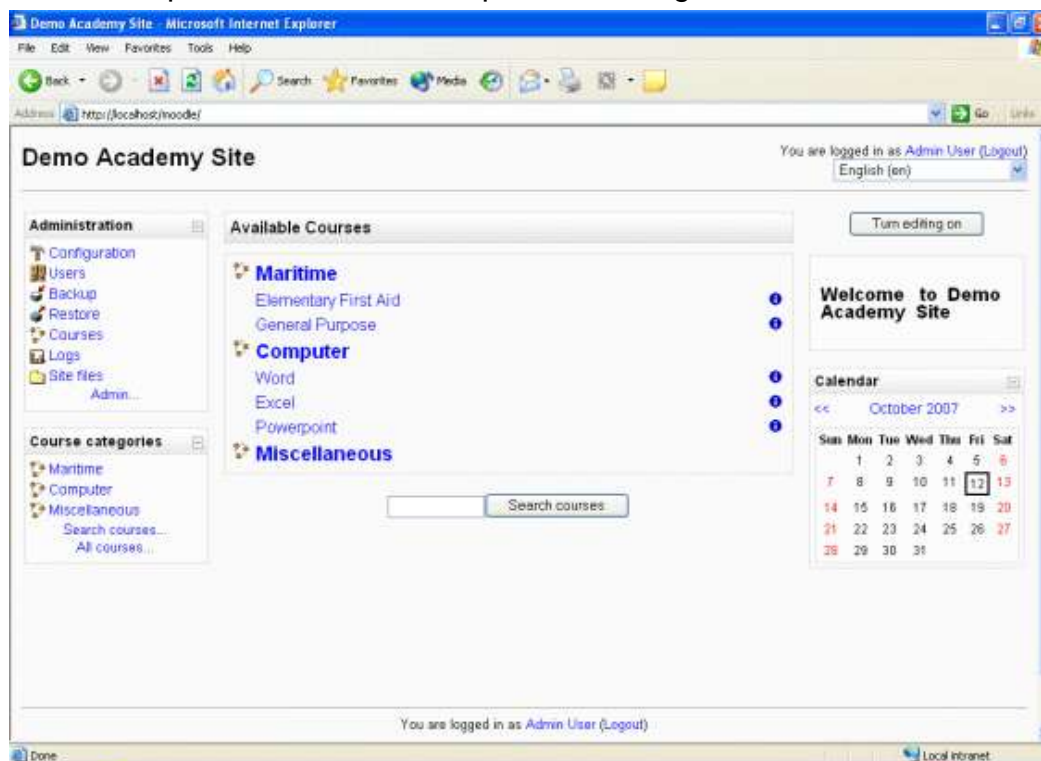 Demo Academy Site - Microsoft Internet Explorer
File Edit View Favorites Tools Help
Back Search Favorites Media
Address http://localhost/moodle/ Go Links
Demo Academy Site
You are logged in as Admin User (Logout)
English (en)
Administration
Configuration
Users
Backup
Restore
Courses
Logs
Site files
Admin...
Course categories
Maritime
Computer
Miscellaneous
Search courses...
All courses...
Available Courses
Maritime
Elementary First Aid
General Purpose
Computer
Word
Excel
Powerpoint
Miscellaneous
Search courses
Turn editing on
Welcome to Demo
Academy Site
Calendar
<< October 2007 >>
Sun Mon Tue Wed Thu Fri Sat
1 2 3 4 5 6
7 8 9 10 11 12 13
14 15 16 17 18 19 20
21 22 23 24 25 26 27
28 29 30 31
You are logged in as Admin User (Logout)
Done Local intranet